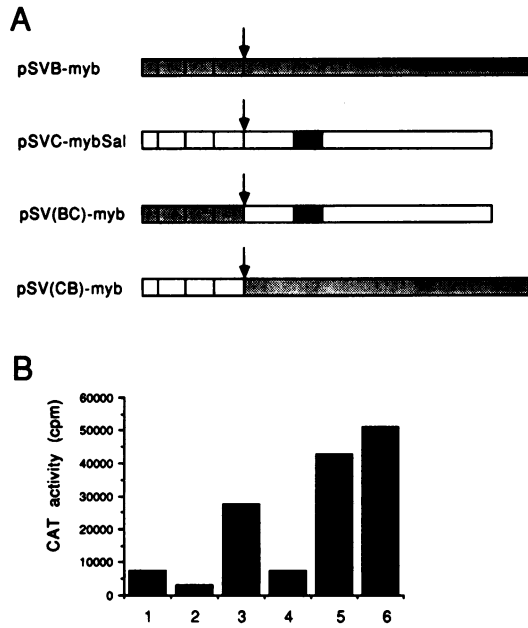 A
pSVB-myb
pSVC-mybSal
pSV(BC)-myb
pSV(CB)-myb
B
60000
50000
40000
30000
20000
10000
0
CAT activity (cpm)
1 2 3 4 5 6